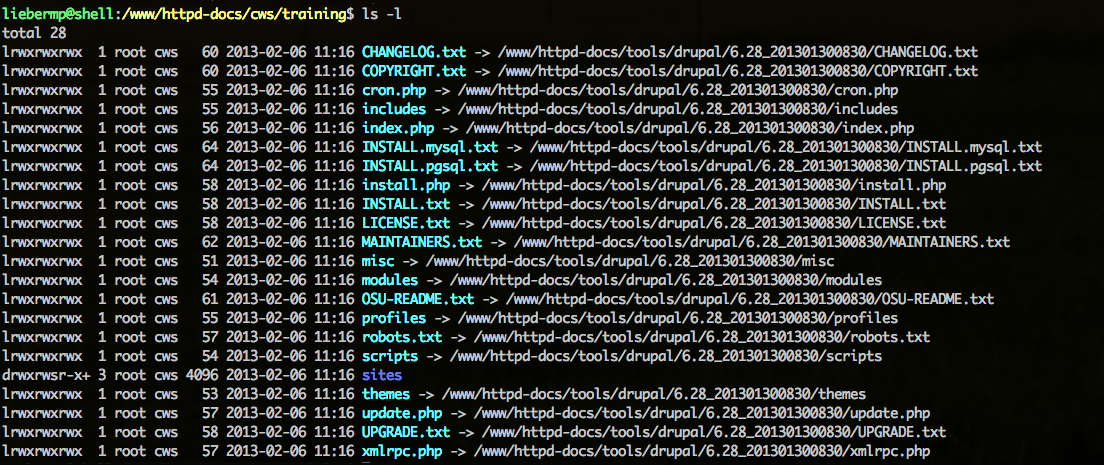 liebermp@shell:/www/httpd-docs/cws/training$ ls -l
total 28
lrwxrwxrwx  1 root cws   60 2013-02-06 11:16 CHANGELOG.txt -> /www/httpd-docs/tools/drupal/6.28_201301300830/CHANGELOG.txt
lrwxrwxrwx  1 root cws   60 2013-02-06 11:16 COPYRIGHT.txt -> /www/httpd-docs/tools/drupal/6.28_201301300830/COPYRIGHT.txt
lrwxrwxrwx  1 root cws   55 2013-02-06 11:16 cron.php -> /www/httpd-docs/tools/drupal/6.28_201301300830/cron.php
lrwxrwxrwx  1 root cws   55 2013-02-06 11:16 includes -> /www/httpd-docs/tools/drupal/6.28_201301300830/includes
lrwxrwxrwx  1 root cws   56 2013-02-06 11:16 index.php -> /www/httpd-docs/tools/drupal/6.28_201301300830/index.php
lrwxrwxrwx  1 root cws   64 2013-02-06 11:16 INSTALL.mysql.txt -> /www/httpd-docs/tools/drupal/6.28_201301300830/INSTALL.mysql.txt
lrwxrwxrwx  1 root cws   64 2013-02-06 11:16 INSTALL.pgsql.txt -> /www/httpd-docs/tools/drupal/6.28_201301300830/INSTALL.pgsql.txt
lrwxrwxrwx  1 root cws   58 2013-02-06 11:16 install.php -> /www/httpd-docs/tools/drupal/6.28_201301300830/install.php
lrwxrwxrwx  1 root cws   58 2013-02-06 11:16 INSTALL.txt -> /www/httpd-docs/tools/drupal/6.28_201301300830/INSTALL.txt
lrwxrwxrwx  1 root cws   58 2013-02-06 11:16 LICENSE.txt -> /www/httpd-docs/tools/drupal/6.28_201301300830/LICENSE.txt
lrwxrwxrwx  1 root cws   62 2013-02-06 11:16 MAINTAINERS.txt -> /www/httpd-docs/tools/drupal/6.28_201301300830/MAINTAINERS.txt
lrwxrwxrwx  1 root cws   51 2013-02-06 11:16 misc -> /www/httpd-docs/tools/drupal/6.28_201301300830/misc
lrwxrwxrwx  1 root cws   54 2013-02-06 11:16 modules -> /www/httpd-docs/tools/drupal/6.28_201301300830/modules
lrwxrwxrwx  1 root cws   61 2013-02-06 11:16 OSU-README.txt -> /www/httpd-docs/tools/drupal/6.28_201301300830/OSU-README.txt
lrwxrwxrwx  1 root cws   55 2013-02-06 11:16 profiles -> /www/httpd-docs/tools/drupal/6.28_201301300830/profiles
lrwxrwxrwx  1 root cws   57 2013-02-06 11:16 robots.txt -> /www/httpd-docs/tools/drupal/6.28_201301300830/robots.txt
lrwxrwxrwx  1 root cws   54 2013-02-06 11:16 scripts -> /www/httpd-docs/tools/drupal/6.28_201301300830/scripts
drwxrwsr-x+ 3 root cws 4096 2013-02-06 11:16 sites
lrwxrwxrwx  1 root cws   53 2013-02-06 11:16 themes -> /www/httpd-docs/tools/drupal/6.28_201301300830/themes
lrwxrwxrwx  1 root cws   57 2013-02-06 11:16 update.php -> /www/httpd-docs/tools/drupal/6.28_201301300830/update.php
lrwxrwxrwx  1 root cws   58 2013-02-06 11:16 UPGRADE.txt -> /www/httpd-docs/tools/drupal/6.28_201301300830/UPGRADE.txt
lrwxrwxrwx  1 root cws   57 2013-02-06 11:16 xmlrpc.php -> /www/httpd-docs/tools/drupal/6.28_201301300830/xmlrpc.php